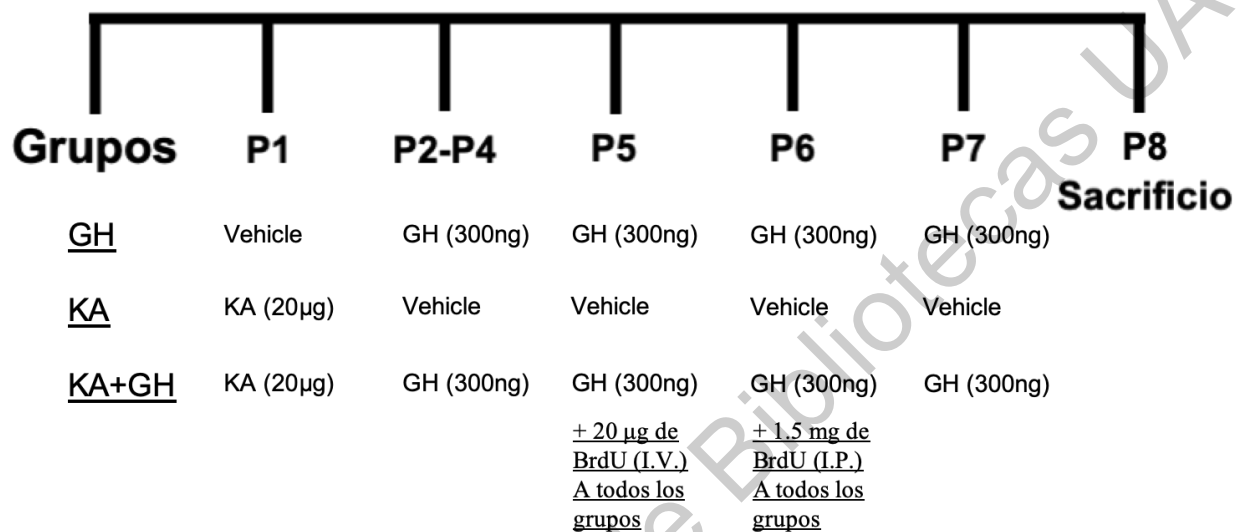 Grupos P1 P2-P4 P5 P6 P7 P8
Sacrificio
GH Vehicle GH (300ng) GH (300ng) GH (300ng) GH (300ng)
KA KA (20µg) Vehicle Vehicle Vehicle Vehicle
KA+GH KA (20µg) GH (300ng) GH (300ng) GH (300ng) GH (300ng)
+ 20 µg de + 1.5 mg de
BrdU (I.V.) BrdU (I.P.)
A todos los A todos los
grupos grupos
e Bibliotecas UA